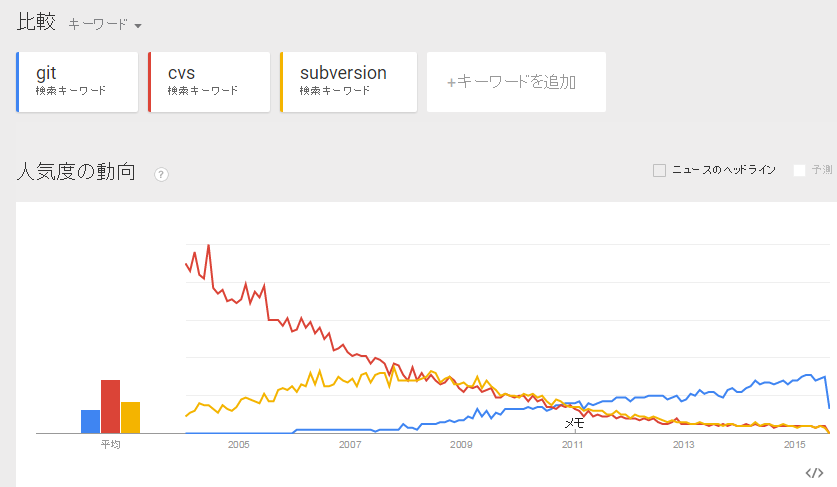 比較 キーワード
git
検索キーワード
cvs
検索キーワード
subversion
検索キーワード
+キーワードを追加
人気度の動向 ?
ニュースのヘッドライン
予測
メモ
平均
2005
2007
2009
2011
2013
2015
</>